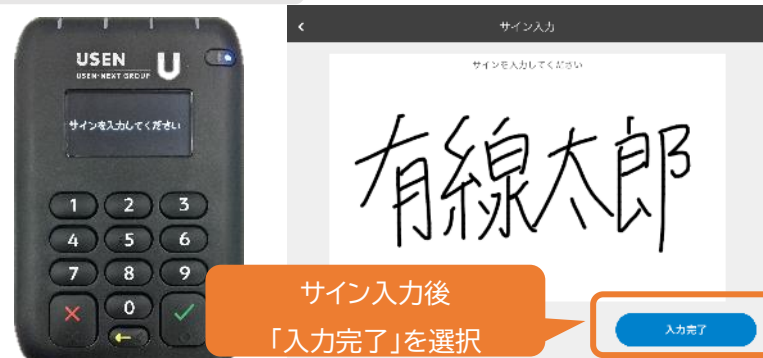 USEN
USEN-NEXT GROUP
U
サインを入力してください
1 2 3
4 5 6
7 8 9
0
サイン入力
サインを入力してください
有線太郎
サイン入力後
「入力完了」を選択
入力完了